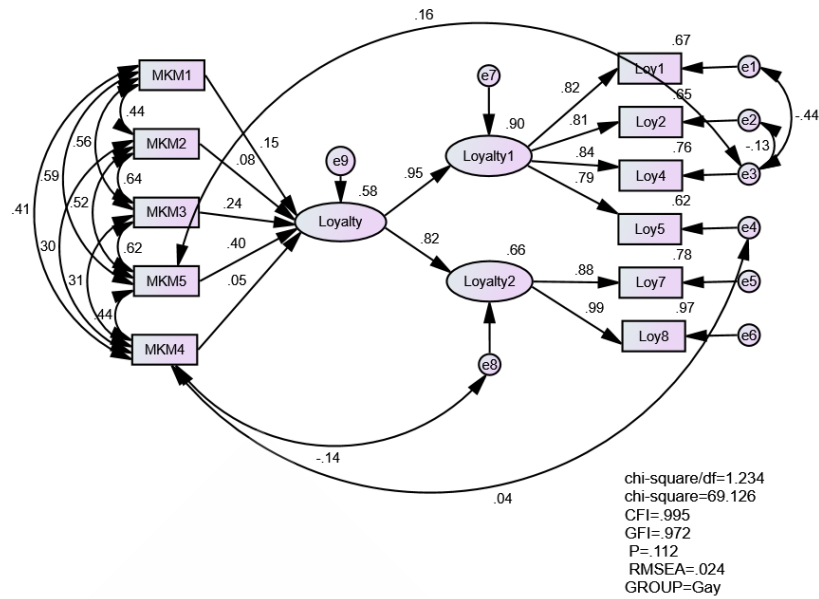 .16
.67
MKM1
e7
Loy1
e1
.82
.65
.44
.15
.90
.81
Loy2
e2
-.44
.56
MKM2
.08
e9
Loyalty1
.84
.76
-.13
.59
.64
.95
.79
Loy4
e3
.41
.52
.58
.62
MKM3
.24
Loyalty
Loy5
e4
.30
.62
.40
.82
.66
.78
.31
MKM5
.05
Loyalty2
.88
Loy7
e5
.44
.99
.97
MKM4
Loy8
e6
e8
-.14
.04
chi-square/df=1.234
chi-square=69.126
CFI=.995
GFI=.972
P=.112
RMSEA=.024
GROUP=Gay